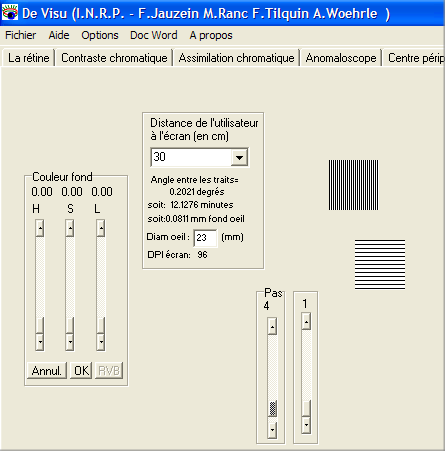 De Visu (I.N.R.P. - F.Jauzein M.Ranc F.Tilquin A.Woehrle )
Fichier Aide Options Doc Word A propos
La rétine Contraste chromatique Assimilation chromatique Anomaloscope Centre périp
Distance de l'utilisateur
à l'écran (en cm)
30
Angle entre les traits=
0.2021 degrés
soit: 12.1276 minutes
soit:0.0811 mm fond oeil
Diam oeil : 23 (mm)
DPI écran: 96
Couleur fond
0.00 0.00 0.00
H S L
Annul. OK RVB
Pas
4 1